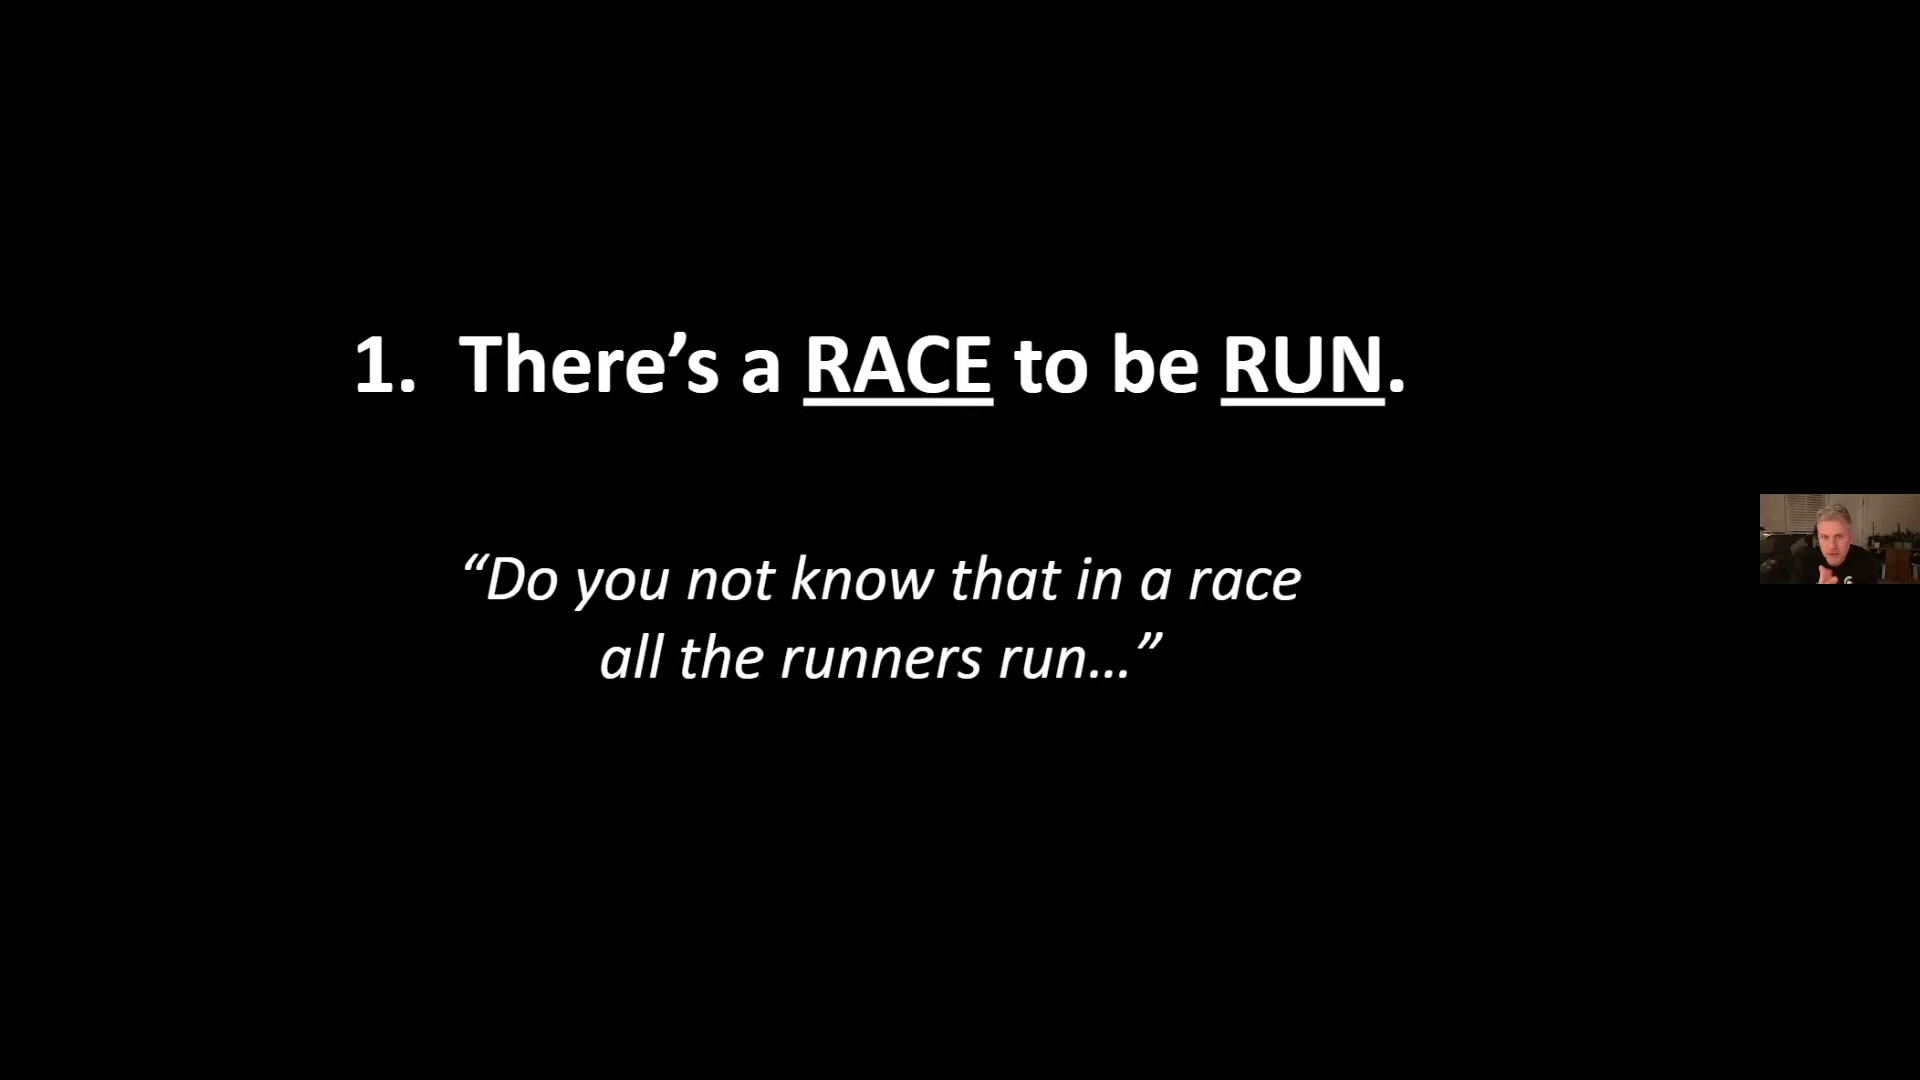 1. There’s a RACE to be RUN.
“Do you not know that in a race
all the runners run…”